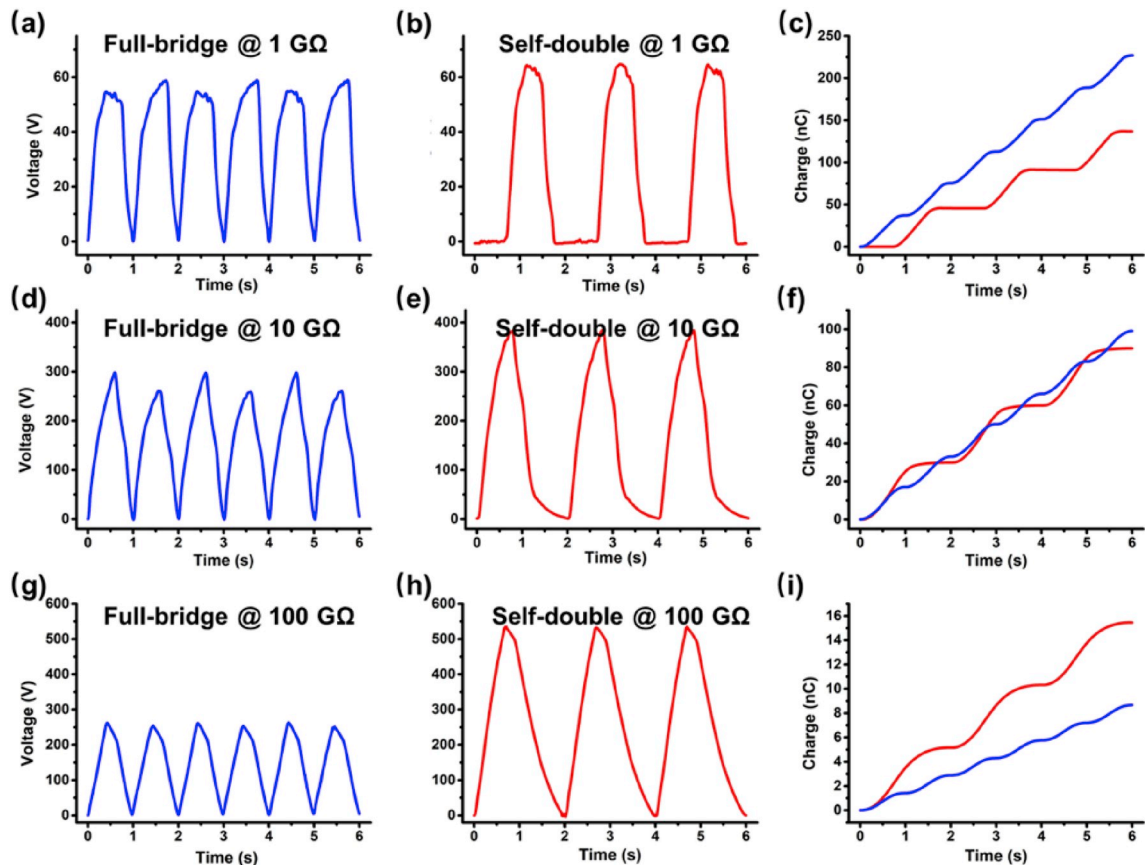 (a) Full-bridge @ 1 GΩ
60
40
20
0
Voltage (V)
0 1 2 3 4 5 6
Time (s)
(b) Self-double @ 1 GΩ
60
40
20
0
0 1 2 3 4 5 6
Time (s)
(c)
250
200
150
100
50
0
Charge (nC)
0 1 2 3 4 5 6
Time (s)
(d) Full-bridge @ 10 GΩ
400
300
200
100
0
Voltage (V)
0 1 2 3 4 5 6
Time (s)
(e) Self-double @ 10 GΩ
400
300
200
100
0
0 1 2 3 4 5 6
Time (s)
(f)
100
80
60
40
20
0
Charge (nC)
0 1 2 3 4 5 6
Time (s)
(g) Full-bridge @ 100 GΩ
600
500
400
300
200
100
0
Voltage (V)
0 1 2 3 4 5 6
Time (s)
(h) Self-double @ 100 GΩ
600
500
400
300
200
100
0
0 1 2 3 4 5 6
Time (s)
(i)
16
14
12
10
8
6
4
2
0
Charge (nC)
0 1 2 3 4 5 6
Time (s)